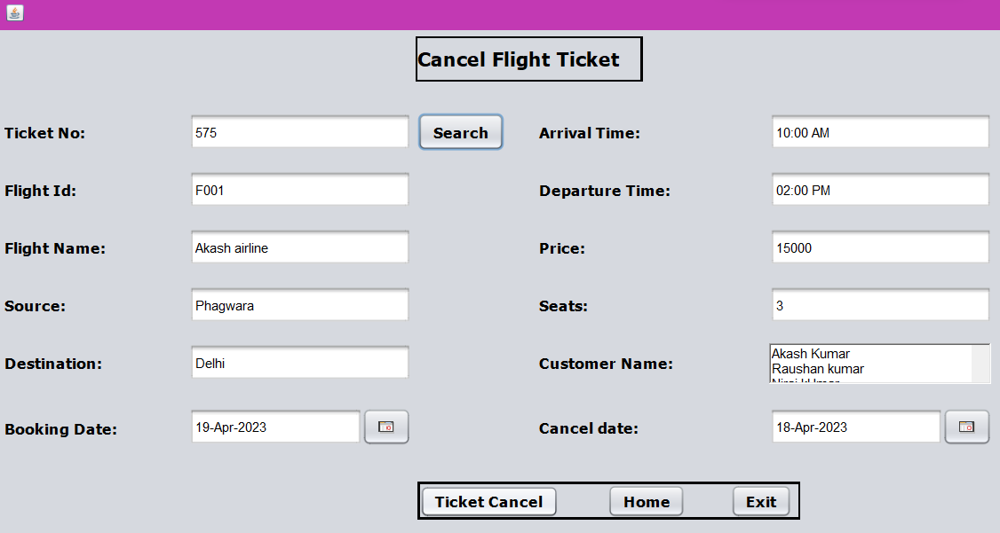 Cancel Flight Ticket
Ticket No:
575
Search
Arrival Time:
10:00 AM
Flight Id:
F001
Departure Time:
02:00 PM
Flight Name:
Akash airline
Price:
15000
Source:
Phagwara
Seats:
3
Destination:
Delhi
Customer Name:
Akash Kumar
Raushan kumar
Booking Date:
19-Apr-2023
Cancel date:
18-Apr-2023
Ticket Cancel
Home
Exit